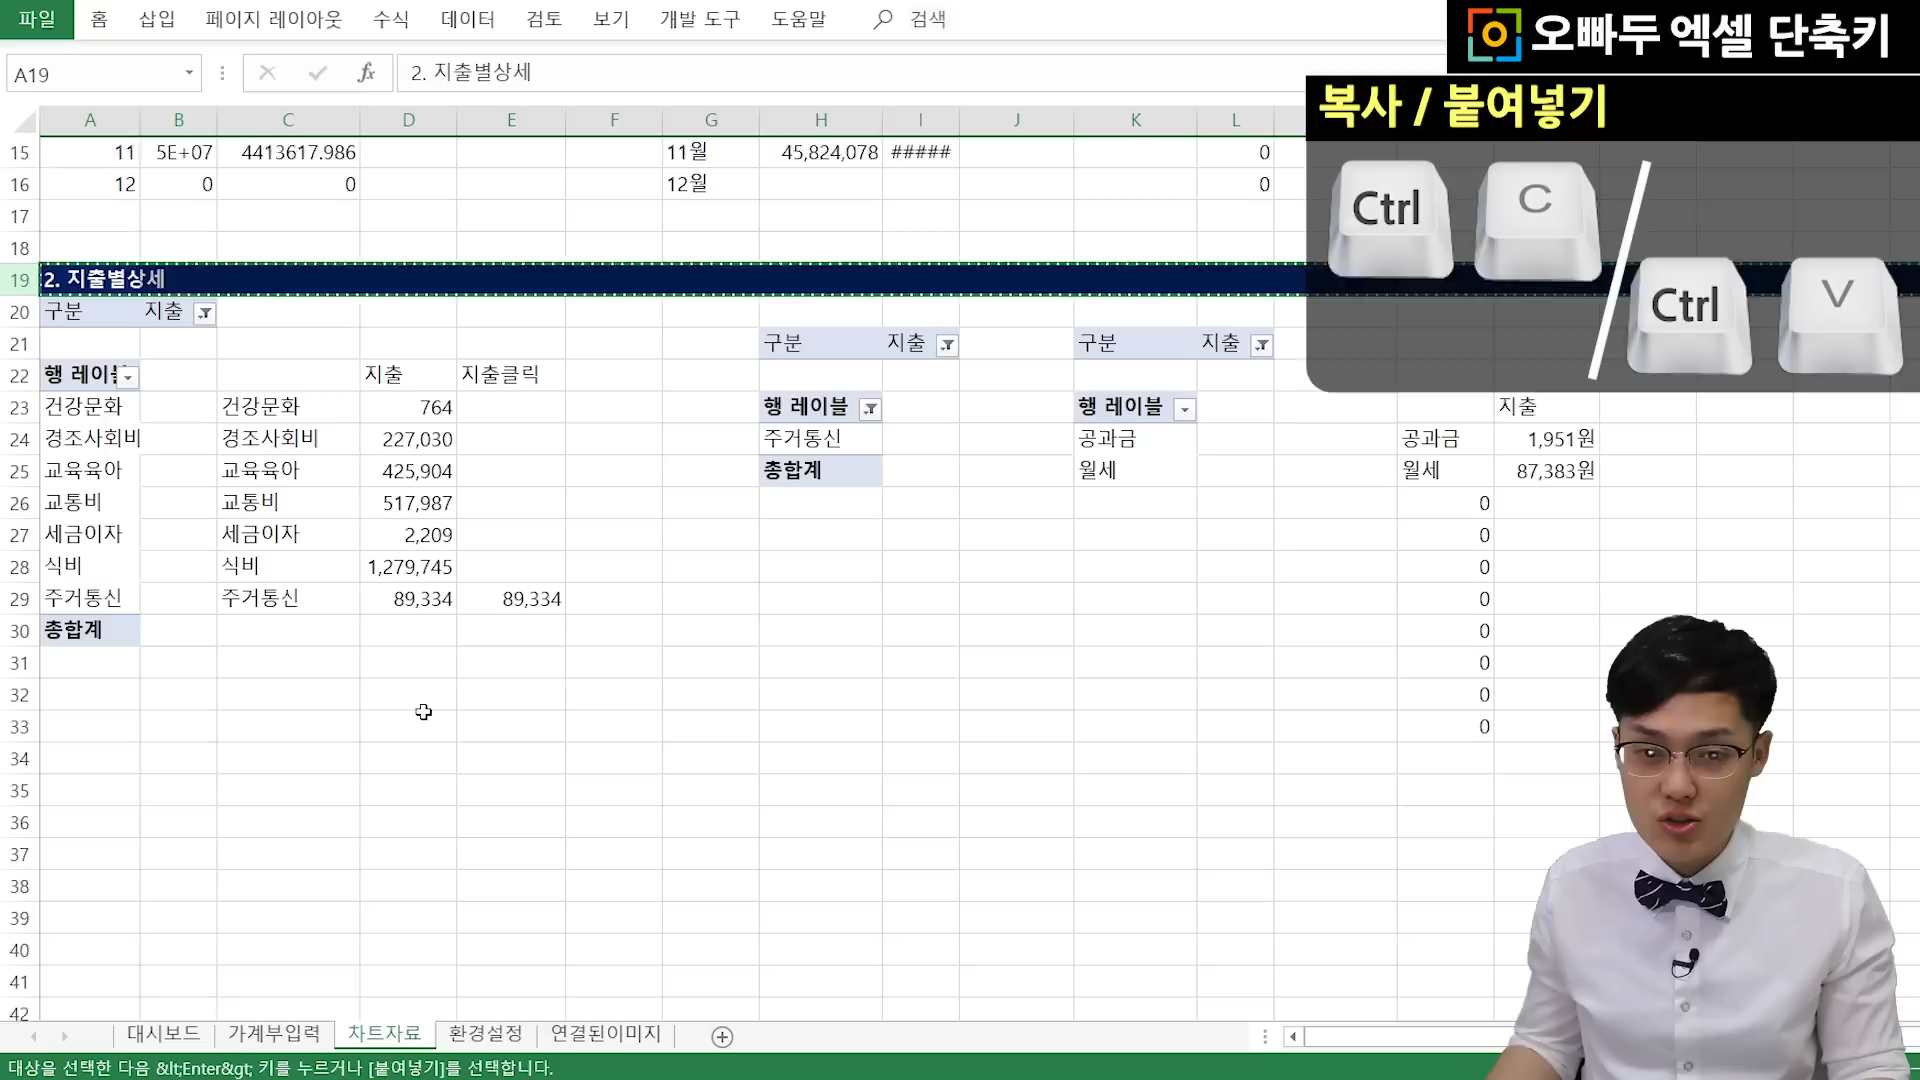 파일 홈 삽입 페이지 레이아웃 수식 데이터 검토 보기 개발 도구 도움말 검색
오빠두 엑셀 단축키
A19 fx 2. 지출별상세
복사 / 붙여넣기
Ctrl C / Ctrl V
A B C D E F G H I J K L
15 11 5E+07 4413617.986 11월 45,824,078 ##### 0
16 12 0 0 12월 0
17
18
19 2. 지출별상세
20 구분 지출
21 구분 지출 구분 지출
22 행 레이블 지출 지출클릭
23 건강문화 건강문화 764 행 레이블 행 레이블 지출
24 경조사회비 경조사회비 227,030 주거통신 공과금 공과금 1,951원
25 교육육아 교육육아 425,904 총합계 월세 월세 87,383원
26 교통비 교통비 517,987 0
27 세금이자 세금이자 2,209 0
28 식비 식비 1,279,745 0
29 주거통신 주거통신 89,334 89,334 0
30 총합계 0
31 0
32 0
33 0
34
35
36
37
38
39
40
41
42
대시보드 가계부입력 차트자료 환경설정 연결된이미지
대상을 선택한 다음 &lt;Enter&gt; 키를 누르거나 [붙여넣기]를 선택합니다.